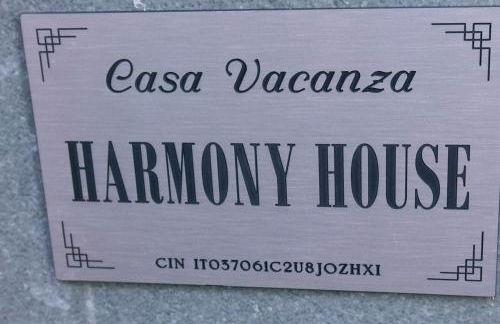 Casa Vacanza
HARMONY HOUSE
CIN IT037061C2U8JOZHXI